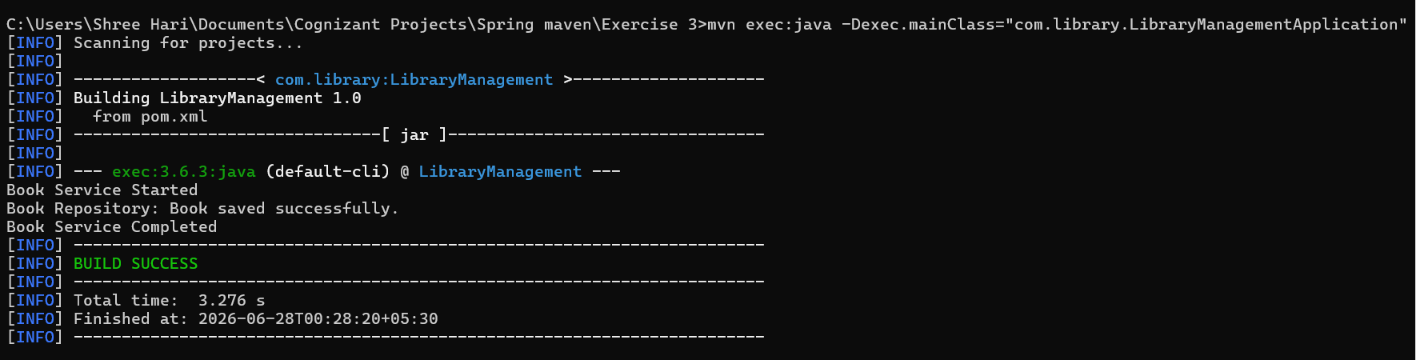 C:\Users\Shree Hari\Documents\Cognizant Projects\Spring maven\Exercise 3>mvn exec:java -Dexec.mainClass="com.library.LibraryManagementApplication"
[INFO] Scanning for projects...
[INFO]
[INFO] -------------------< com.library:LibraryManagement >--------------------
[INFO] Building LibraryManagement 1.0
[INFO]   from pom.xml
[INFO] --------------------------------[ jar ]---------------------------------
[INFO]
[INFO] --- exec:3.6.3:java (default-cli) @ LibraryManagement ---
Book Service Started
Book Repository: Book saved successfully.
Book Service Completed
[INFO] ------------------------------------------------------------------------
[INFO] BUILD SUCCESS
[INFO] ------------------------------------------------------------------------
[INFO] Total time:  3.276 s
[INFO] Finished at: 2026-06-28T00:28:20+05:30
[INFO] ------------------------------------------------------------------------